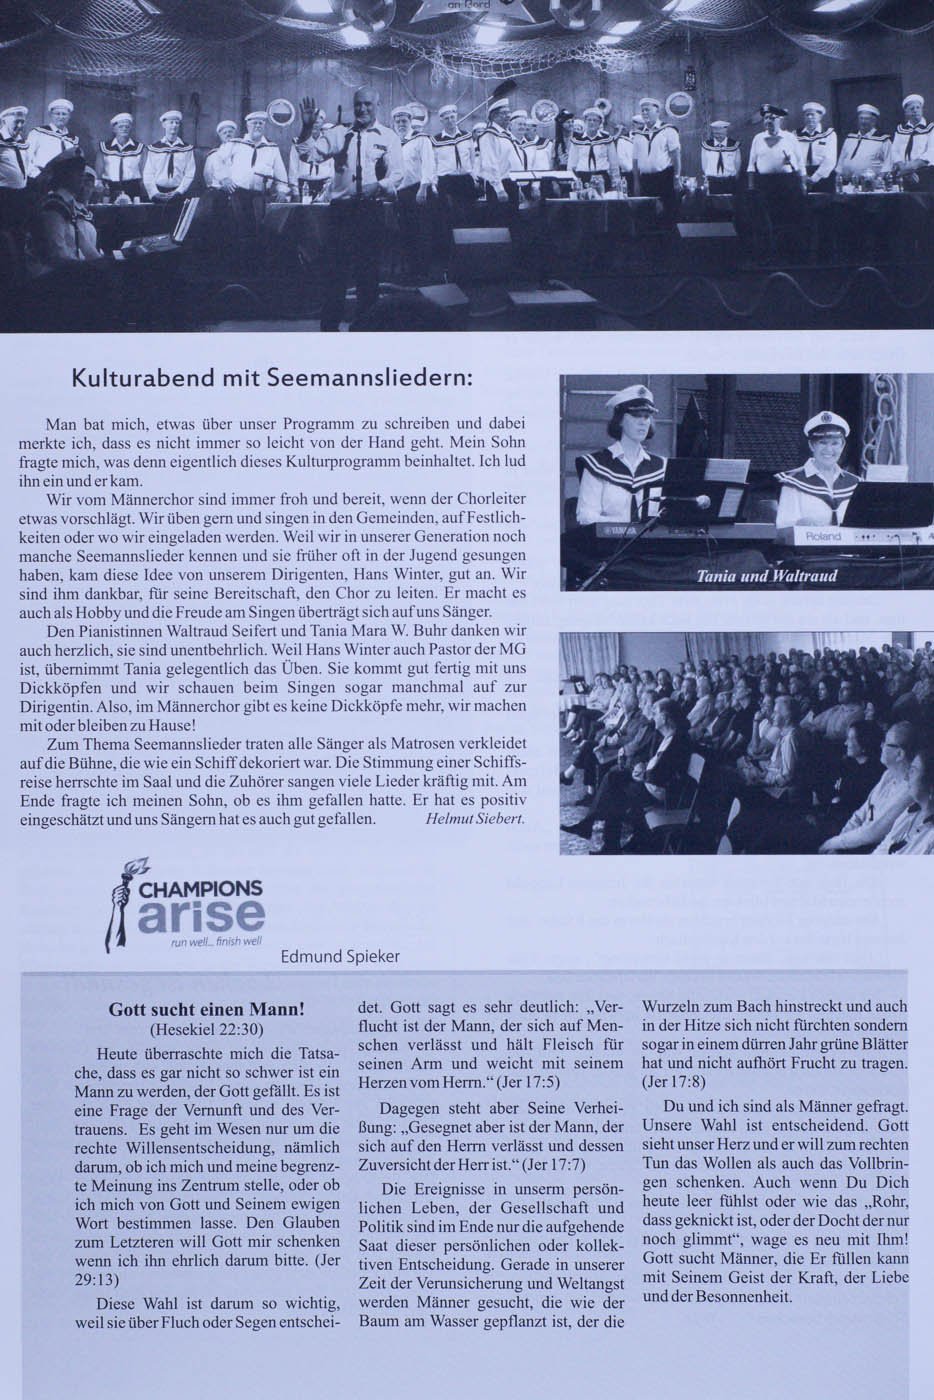 an Bord
Kulturabend mit Seemannsliedern:
Man bat mich, etwas über unser Programm zu schreiben und dabei
merkte ich, dass es nicht immer so leicht von der Hand geht. Mein Sohn
fragte mich, was denn eigentlich dieses Kulturprogramm beinhaltet. Ich lud
ihn ein und er kam.
Wir vom Männerchor sind immer froh und bereit, wenn der Chorleiter
etwas vorschlägt. Wir üben gern und singen in den Gemeinden, auf Festlich-
keiten oder wo wir eingeladen werden. Weil wir in unserer Generation noch
manche Seemannslieder kennen und sie früher oft in der Jugend gesungen
haben, kam diese Idee von unserem Dirigenten, Hans Winter, gut an. Wir
sind ihm dankbar, für seine Bereitschaft, den Chor zu leiten. Er macht es
auch als Hobby und die Freude am Singen überträgt sich auf uns Sänger.
Den Pianistinnen Waltraud Seifert und Tania Mara W. Buhr danken wir
auch herzlich, sie sind unentbehrlich. Weil Hans Winter auch Pastor der MG
ist, übernimmt Tania gelegentlich das Üben. Sie kommt gut fertig mit uns
Dickköpfen und wir schauen beim Singen sogar manchmal auf zur
Dirigentin. Also, im Männerchor gibt es keine Dickköpfe mehr, wir machen
mit oder bleiben zu Hause!
Zum Thema Seemannslieder traten alle Sänger als Matrosen verkleidet
auf die Bühne, die wie ein Schiff dekoriert war. Die Stimmung einer Schiffs-
reise herrschte im Saal und die Zuhörer sangen viele Lieder kräftig mit. Am
Ende fragte ich meinen Sohn, ob es ihm gefallen hatte. Er hat es positiv
eingeschätzt und uns Sängern hat es auch gut gefallen. Helmut Siebert.
YAMAHA
Roland
Tania und Waltraud
CHAMPIONS
arise
run well... finish well
Edmund Spieker
Gott sucht einen Mann!
(Hesekiel 22:30)
Heute überraschte mich die Tatsa-
che, dass es gar nicht so schwer ist ein
Mann zu werden, der Gott gefällt. Es ist
eine Frage der Vernunft und des Ver-
trauens. Es geht im Wesen nur um die
rechte Willensentscheidung, nämlich
darum, ob ich mich und meine begrenz-
te Meinung ins Zentrum stelle, oder ob
ich mich von Gott und Seinem ewigen
Wort bestimmen lasse. Den Glauben
zum Letzteren will Gott mir schenken
wenn ich ihn ehrlich darum bitte. (Jer
29:13)
Diese Wahl ist darum so wichtig,
weil sie über Fluch oder Segen entschei-
det. Gott sagt es sehr deutlich: „Ver-
flucht ist der Mann, der sich auf Men-
schen verlässt und hält Fleisch für
seinen Arm und weicht mit seinem
Herzen vom Herrn.“ (Jer 17:5)
Dagegen steht aber Seine Verhei-
ßung: „Gesegnet aber ist der Mann, der
sich auf den Herrn verlässt und dessen
Zuversicht der Herr ist.“ (Jer 17:7)
Die Ereignisse in unserm persön-
lichen Leben, der Gesellschaft und
Politik sind im Ende nur die aufgehende
Saat dieser persönlichen oder kollek-
tiven Entscheidung. Gerade in unserer
Zeit der Verunsicherung und Weltangst
werden Männer gesucht, die wie der
Baum am Wasser gepflanzt ist, der die
Wurzeln zum Bach hinstreckt und auch
in der Hitze sich nicht fürchten sondern
sogar in einem dürren Jahr grüne Blätter
hat und nicht aufhört Frucht zu tragen.
(Jer 17:8)
Du und ich sind als Männer gefragt.
Unsere Wahl ist entscheidend. Gott
sieht unser Herz und er will zum rechten
Tun das Wollen als auch das Vollbrin-
gen schenken. Auch wenn Du Dich
heute leer fühlst oder wie das „Rohr,
dass geknickt ist, oder der Docht der nur
noch glimmt“, wage es neu mit Ihm!
Gott sucht Männer, die Er füllen kann
mit Seinem Geist der Kraft, der Liebe
und der Besonnenheit.